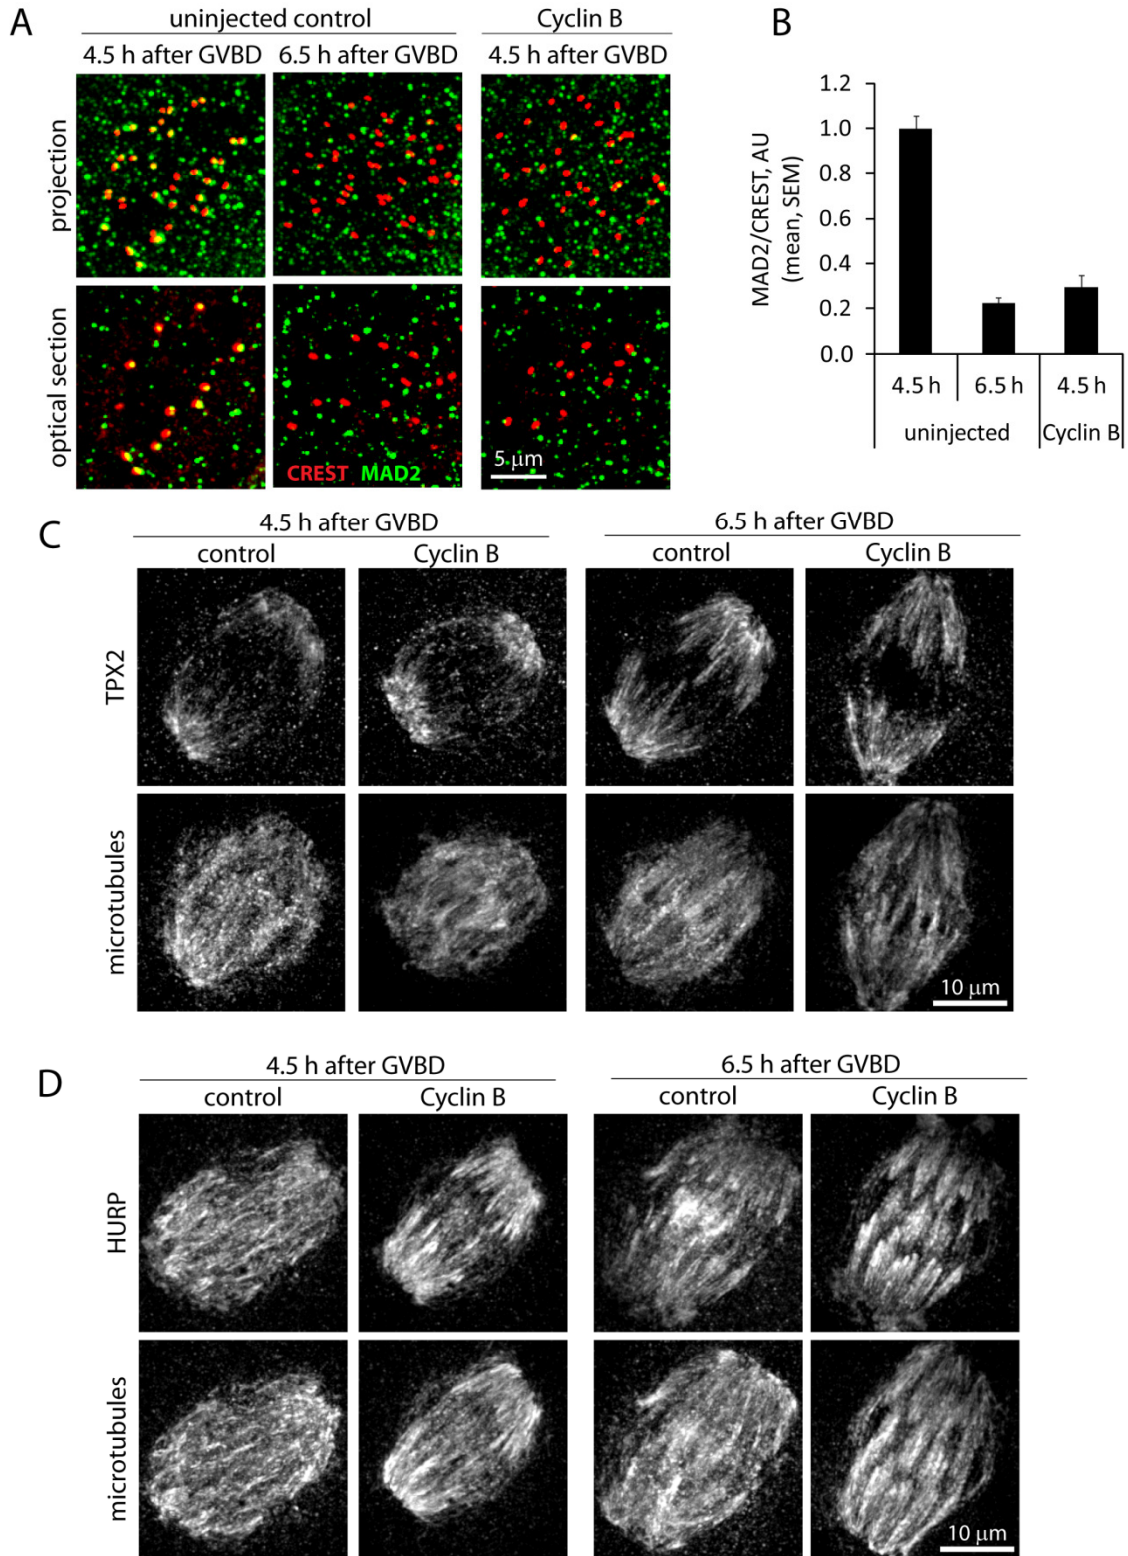 A
uninjected control
Cyclin B
4.5 h after GVBD
6.5 h after GVBD
4.5 h after GVBD
projection
optical section
CREST MAD2
5 μm
B
MAD2/CREST, AU
(mean, SEM)
1.2
1.0
0.8
0.6
0.4
0.2
0.0
4.5 h
6.5 h
4.5 h
uninjected
Cyclin B
C
4.5 h after GVBD
6.5 h after GVBD
control
Cyclin B
control
Cyclin B
TPX2
microtubules
10 μm
D
4.5 h after GVBD
6.5 h after GVBD
control
Cyclin B
control
Cyclin B
HURP
microtubules
10 μm